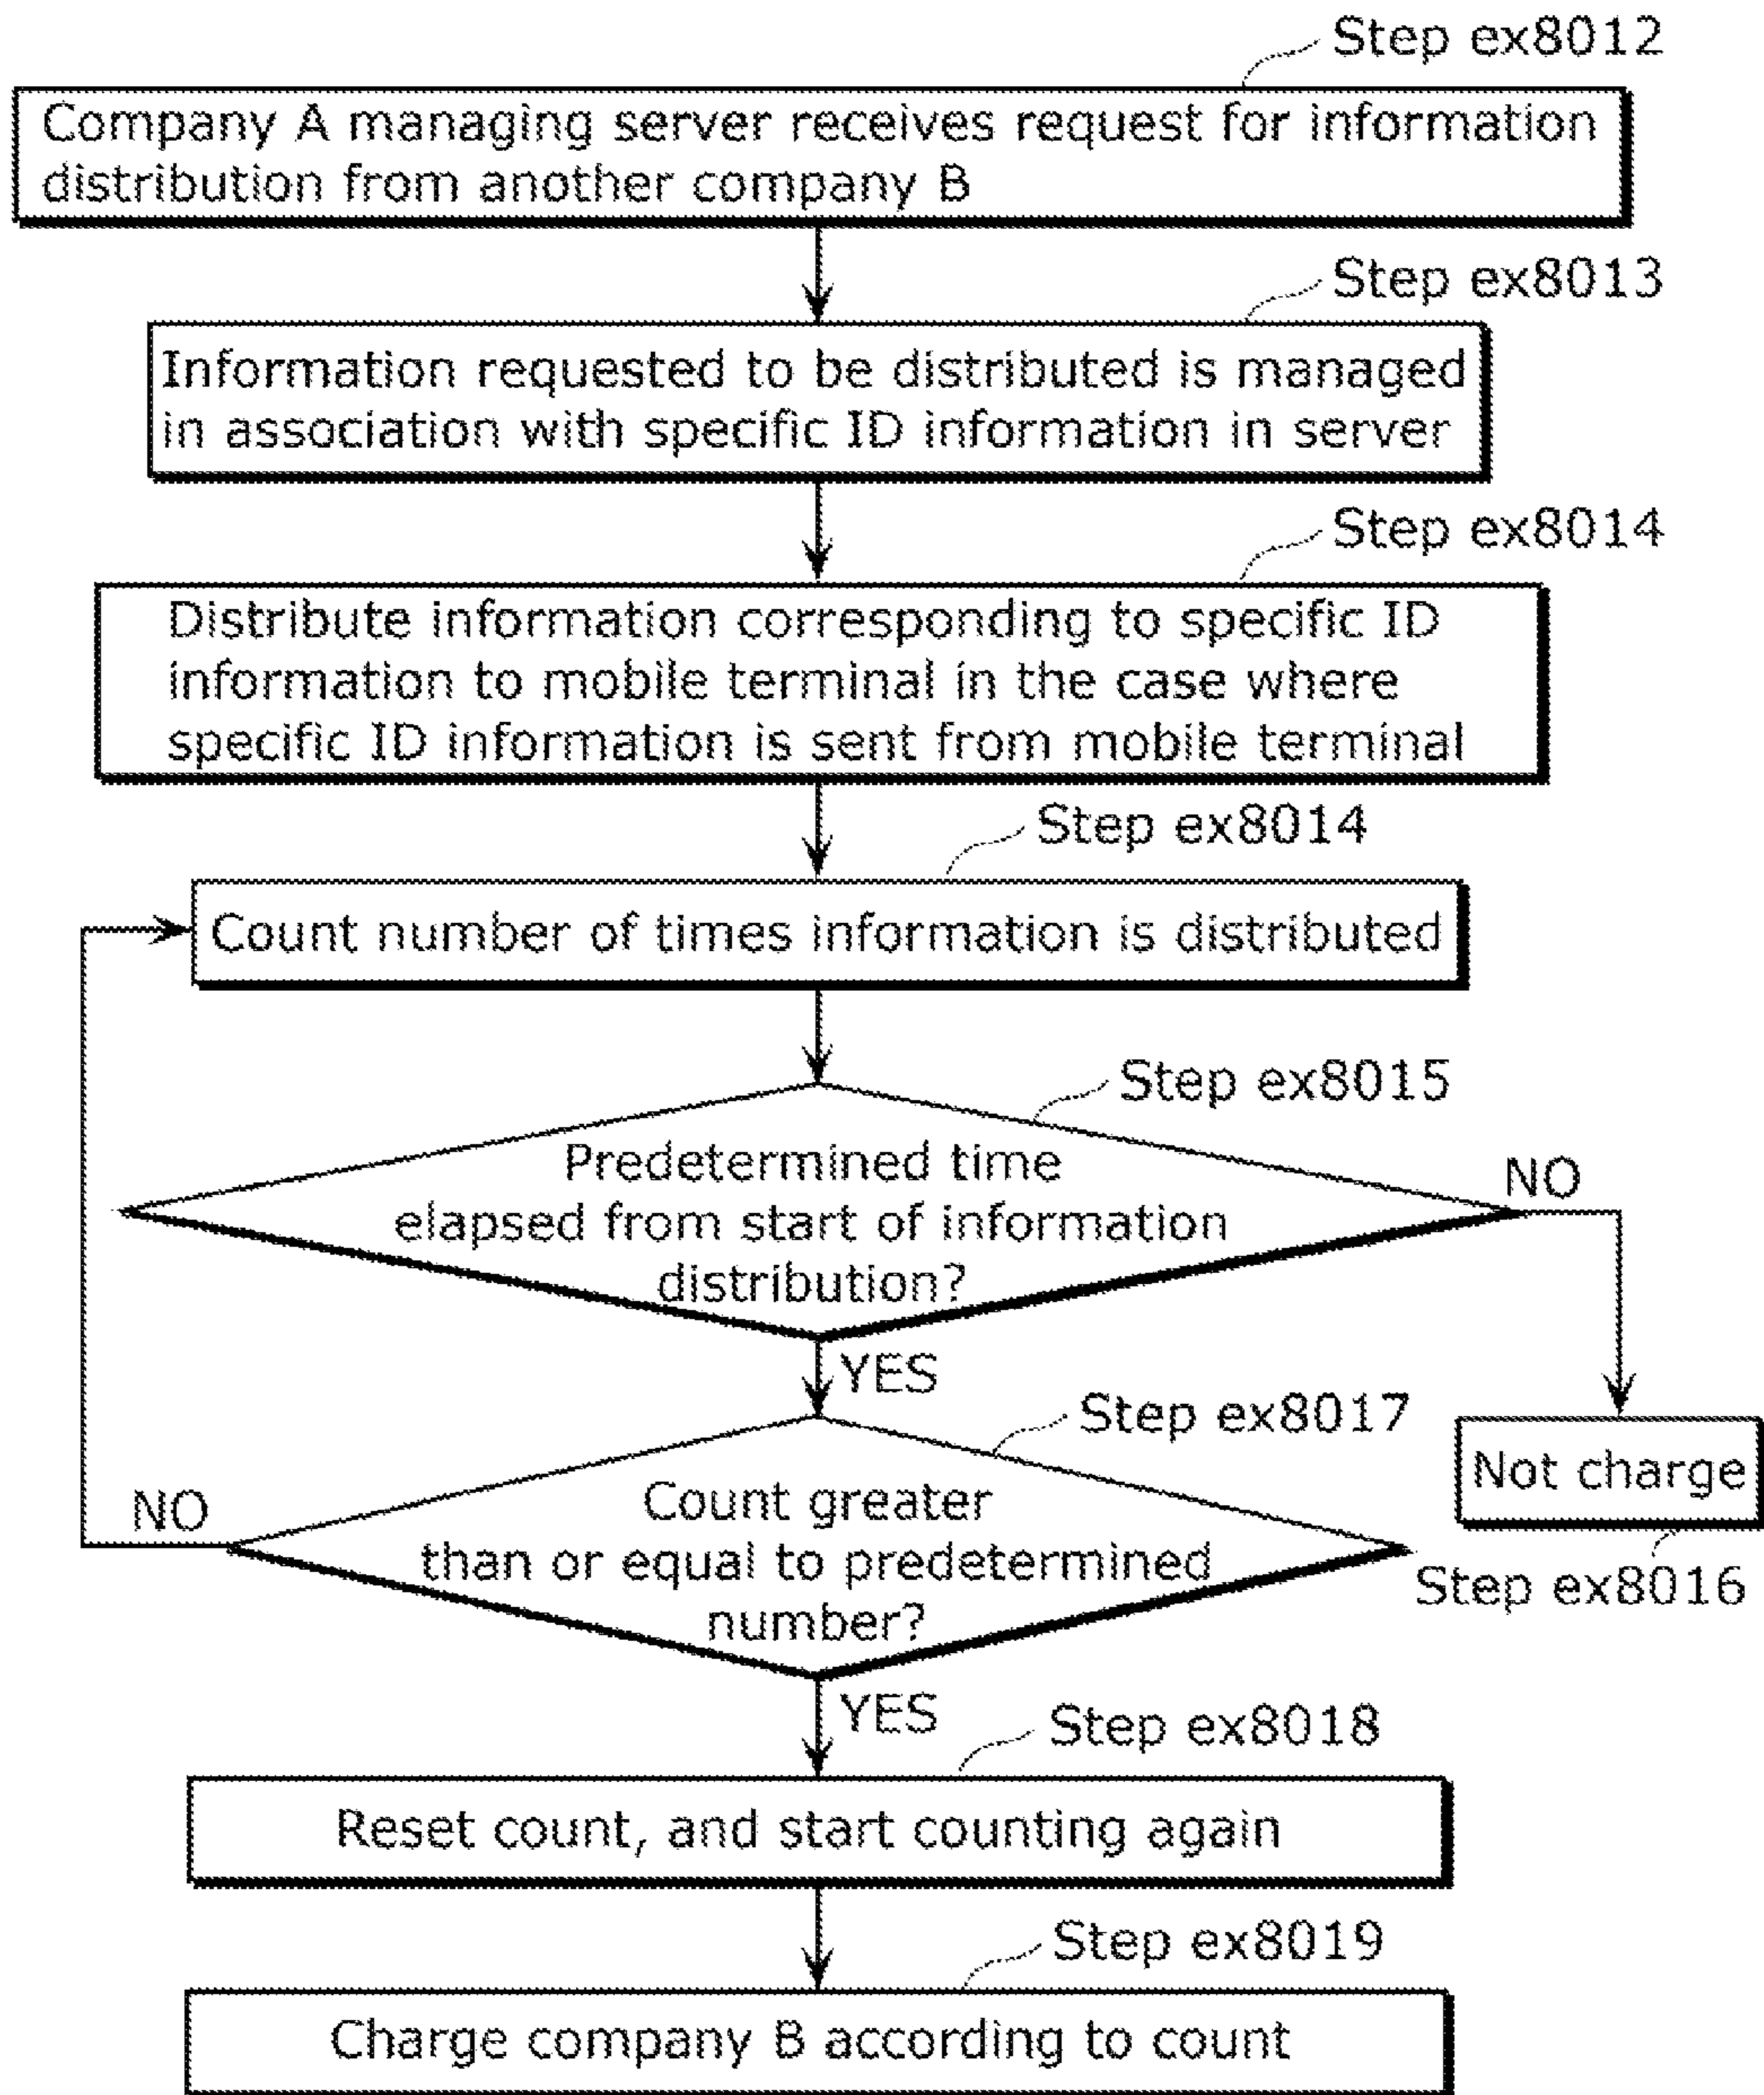 Step ex8012
Company A managing server receives request for information
distribution from another company B
Step ex8013
Information requested to be distributed is managed
in association with specific ID information in server
Step ex8014
Distribute information corresponding to specific ID
information to mobile terminal in the case where
specific ID information is sent from mobile terminal
Step ex8014
Count number of times information is distributed
Step ex8015
Predetermined time
elapsed from start of information
distribution?
NO
YES
Step ex8017
Not charge
Step ex8016
Count greater
than or equal to predetermined
number?
NO
YES
Step ex8018
Reset count, and start counting again
Step ex8019
Charge company B according to count